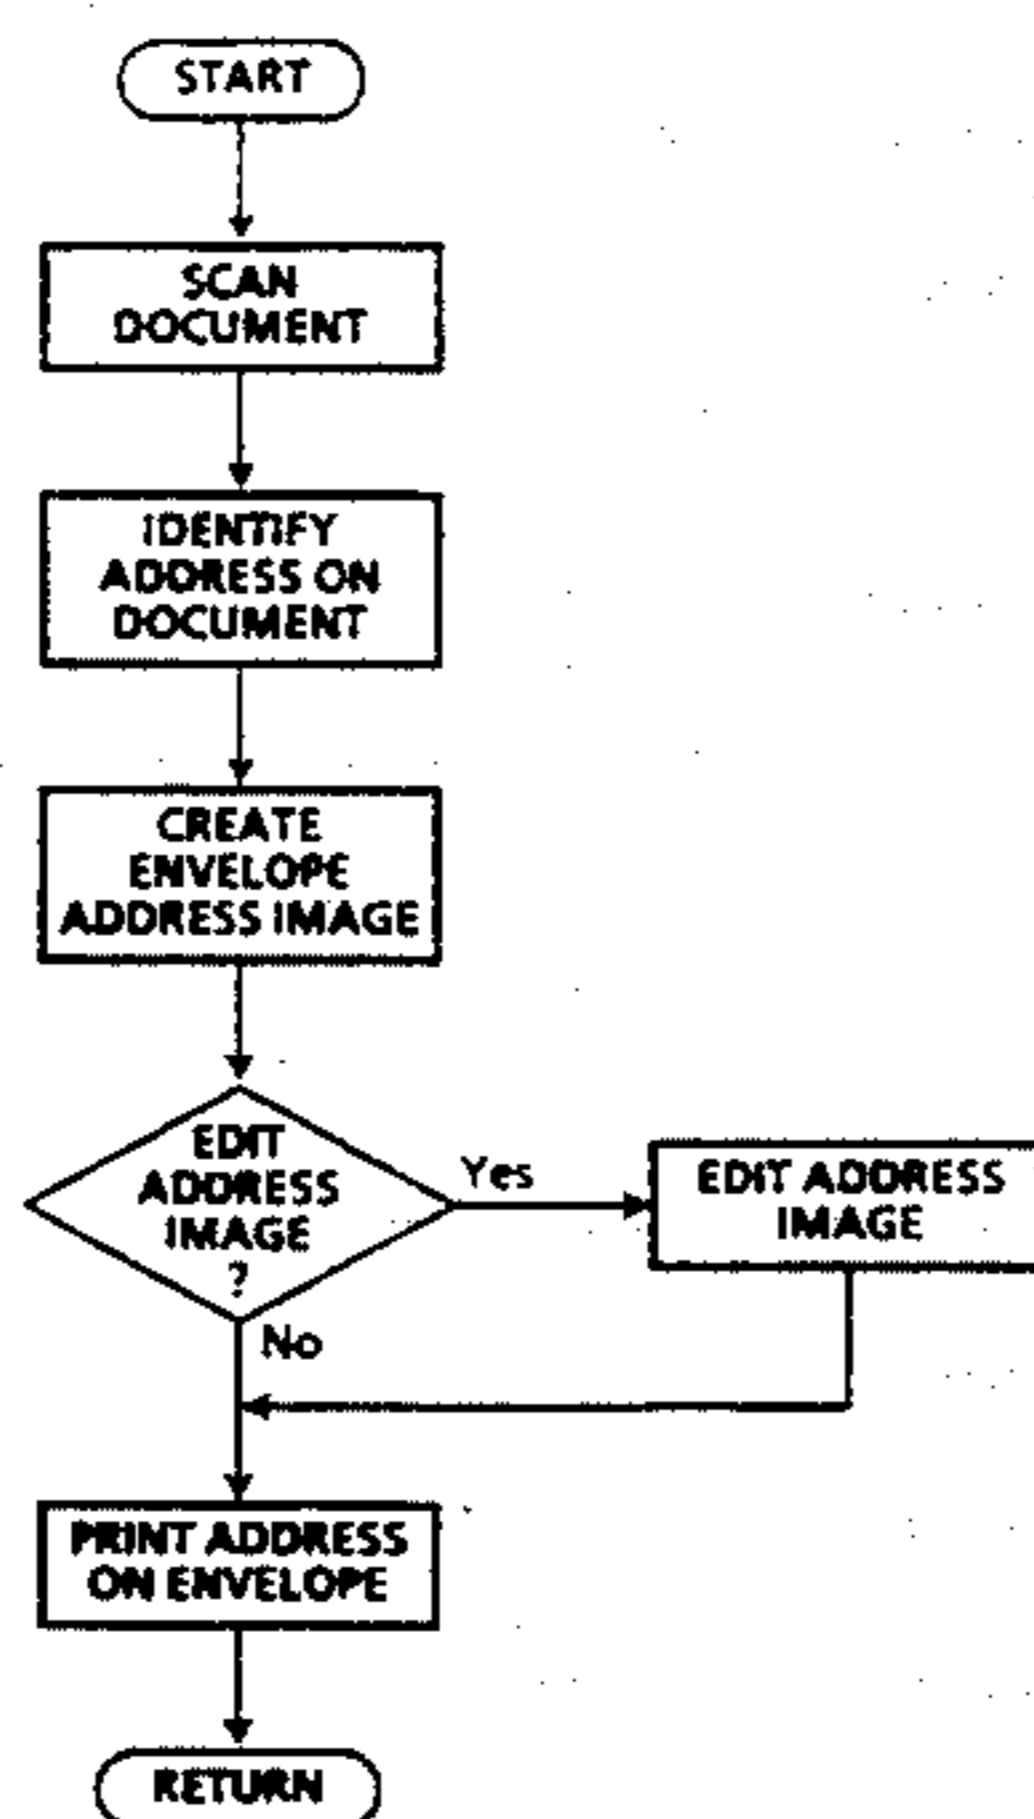 START
SCAN
DOCUMENT
IDENTIFY
ADDRESS ON
DOCUMENT
CREATE
ENVELOPE
ADDRESS IMAGE
EDIT
ADDRESS
IMAGE
?
Yes
EDIT ADDRESS
IMAGE
No
PRINT ADDRESS
ON ENVELOPE
RETURN